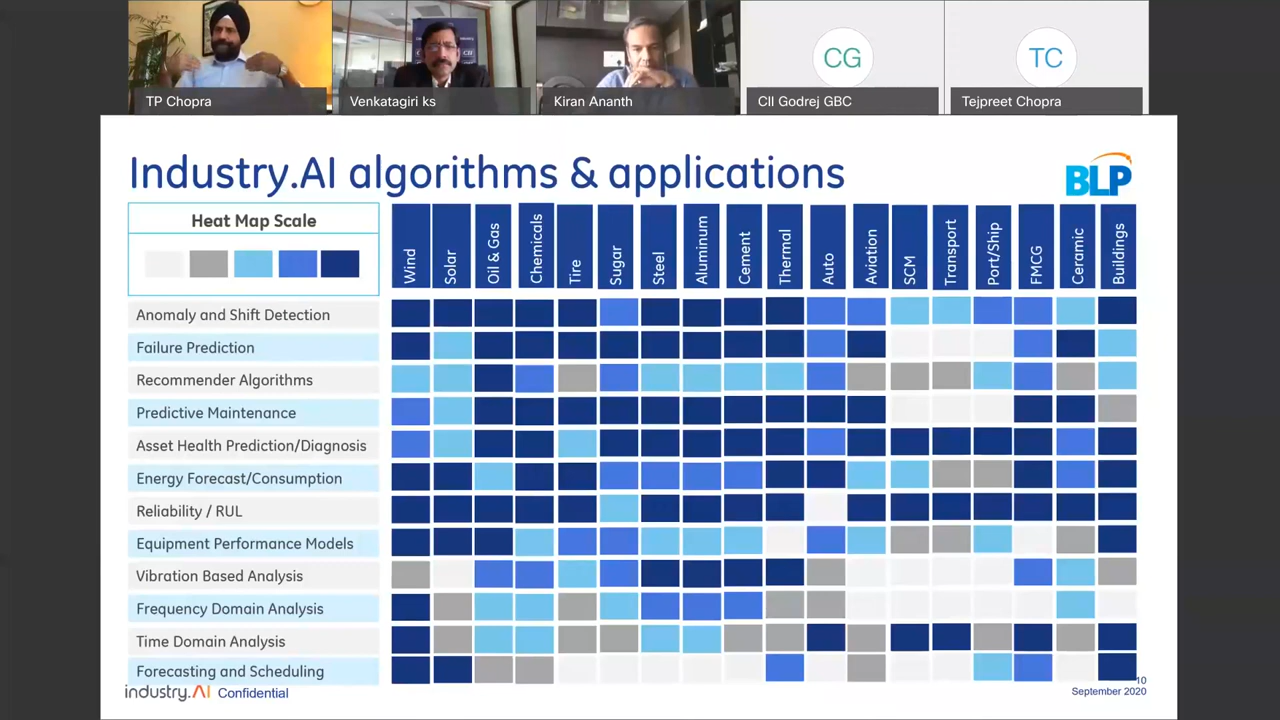 CG
TC
TP Chopra
Venkatagiri ks
Kiran Ananth
CII Godrej GBC
Tejpreet Chopra
Industry.AI algorithms & applications
BLP
Heat Map Scale
Wind
Solar
Oil & Gas
Chemicals
Tire
Sugar
Steel
Aluminum
Cement
Thermal
Auto
Aviation
SCM
Transport
Port/Ship
FMCG
Ceramic
Buildings
Anomaly and Shift Detection
Failure Prediction
Recommender Algorithms
Predictive Maintenance
Asset Health Prediction/Diagnosis
Energy Forecast/Consumption
Reliability / RUL
Equipment Performance Models
Vibration Based Analysis
Frequency Domain Analysis
Time Domain Analysis
Forecasting and Scheduling
industry.AI Confidential
10
September 2020